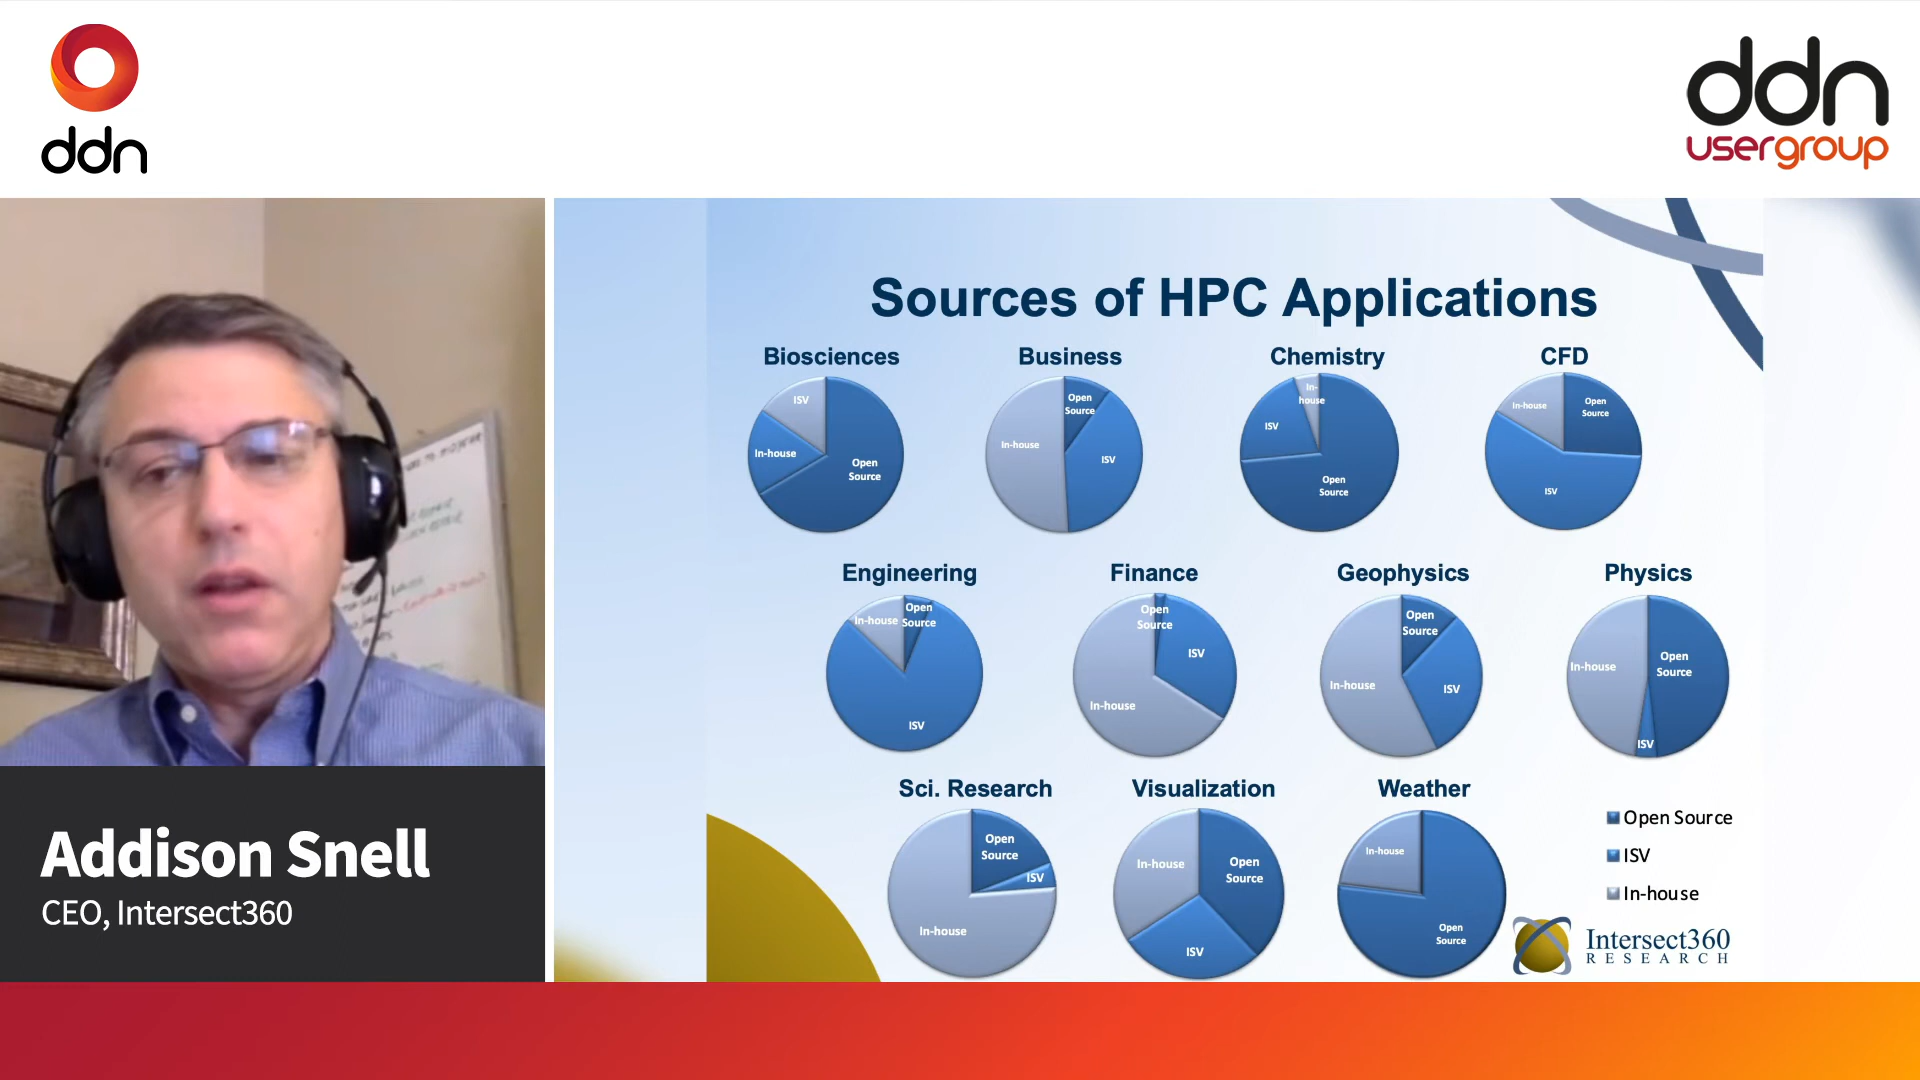 ddn
ddn
usergroup
Sources of HPC Applications
Biosciences
Business
Chemistry
CFD
ISV
In-house
Open
Source
Open
Source
In-house
ISV
In-
house
ISV
Open
Source
In-house
Open
Source
ISV
Engineering
Finance
Geophysics
Physics
Open
In-house Source
ISV
Open
Source
ISV
In-house
Open
Source
In-house
ISV
Open
Source
In-house
ISV
Sci. Research
Visualization
Weather
Open
Source
ISV
In-house
In-house
Open
Source
ISV
In-house
Open
Source
Open Source
ISV
In-house
Intersect360
RESEARCH
Addison Snell
CEO, Intersect360